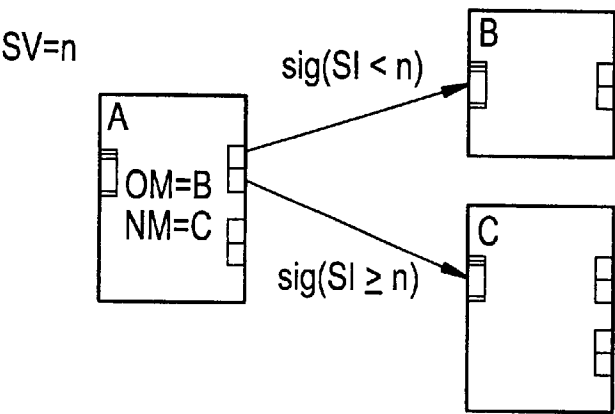 SV=n
A
OM=B
NM=C
sig(SI < n)
sig(SI ≥ n)
B
C